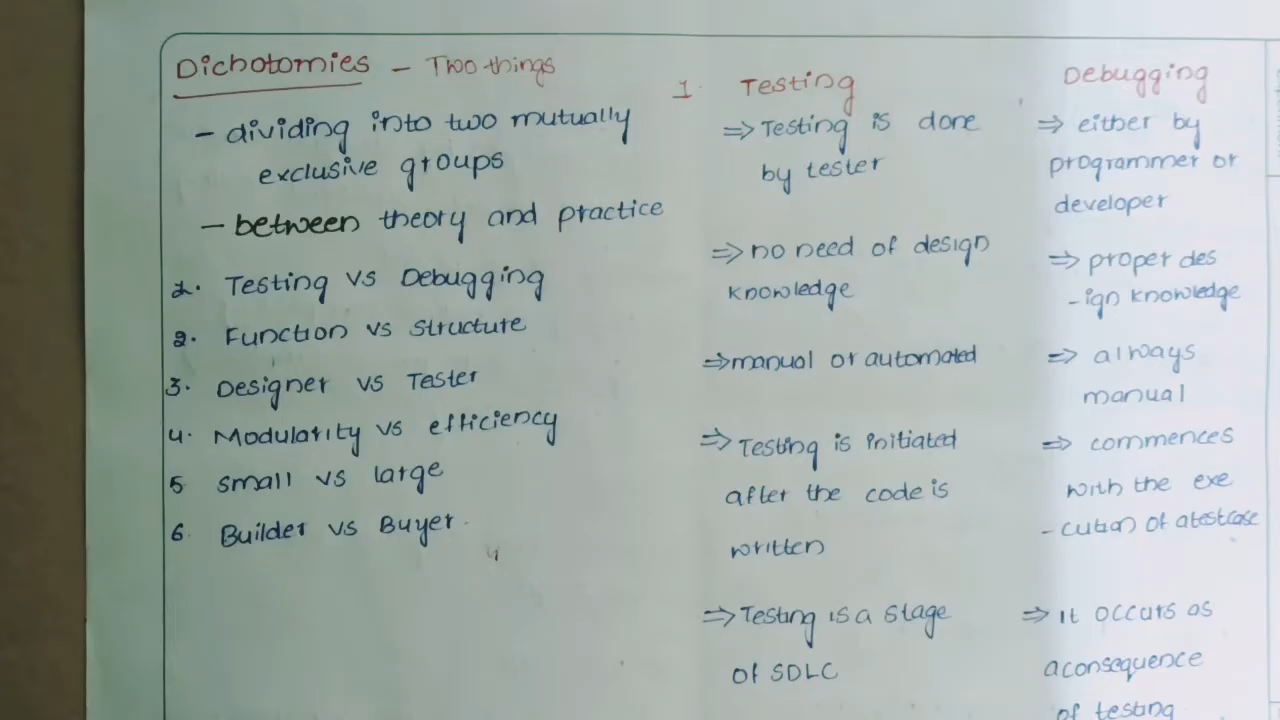 Dichotomies - Two things
- dividing into two mutually
exclusive groups
- between theory and practice
1. Testing vs Debugging
2. Function vs Structure
3. Designer vs Tester
4. Modularity vs efficiency
5 small vs large
6 Builder vs Buyer.
1. Testing
⇒ Testing is done
by tester
⇒ no need of design
knowledge
⇒ manual or automated
⇒ Testing is initiated
after the code is
written
⇒ Testing is a stage
of SDLC
Debugging
⇒ either by
programmer or
developer
⇒ proper des
-ign knowledge
⇒ always
manual
⇒ commences
with the exe
-cution of a testcase
⇒ it occurs as
a consequence
of testing